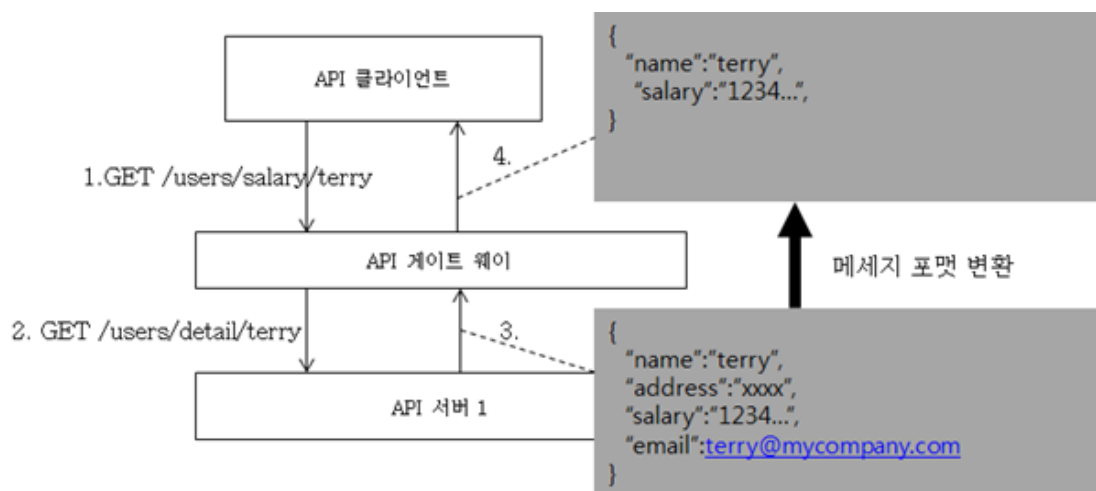 API 클라이언트
{
"name":"terry",
"salary":"1234...",
}
4.
1.GET /users/salary/terry
API 게이트 웨이
메세지 포맷 변환
2. GET /users/detail/terry
3.
{
"name":"terry",
"address":"xxxx",
"salary":"1234...",
"email":terry@mycompany.com
}
API 서버 1